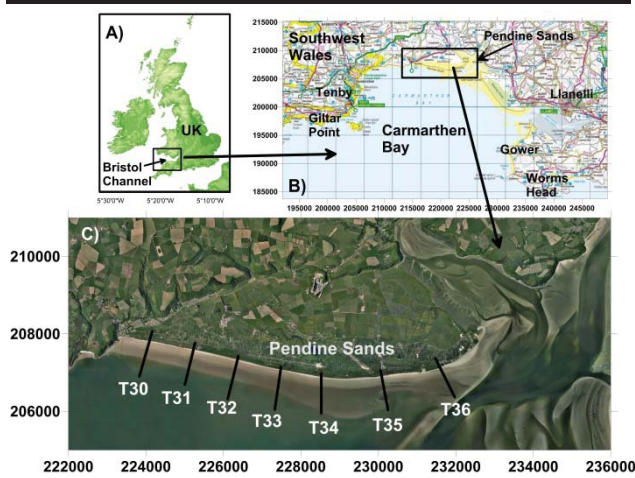 A)
UK
Bristol
Channel
5°30'0"W 5°20'0"W 5°10'0"W
215000
210000
205000
200000
195000
190000
185000
Southwest
Wales
Pendine Sands
Tenby
Giltar
Point
Carmarthen
Bay
Llanelli
Gower
Worms
Head
B)
195000 200000 205000 210000 215000 220000 225000 230000 235000 240000 245000
C)
210000
208000
206000
Pendine Sands
T30
T31
T32
T33
T34
T35
T36
222000 224000 226000 228000 230000 232000 234000 236000